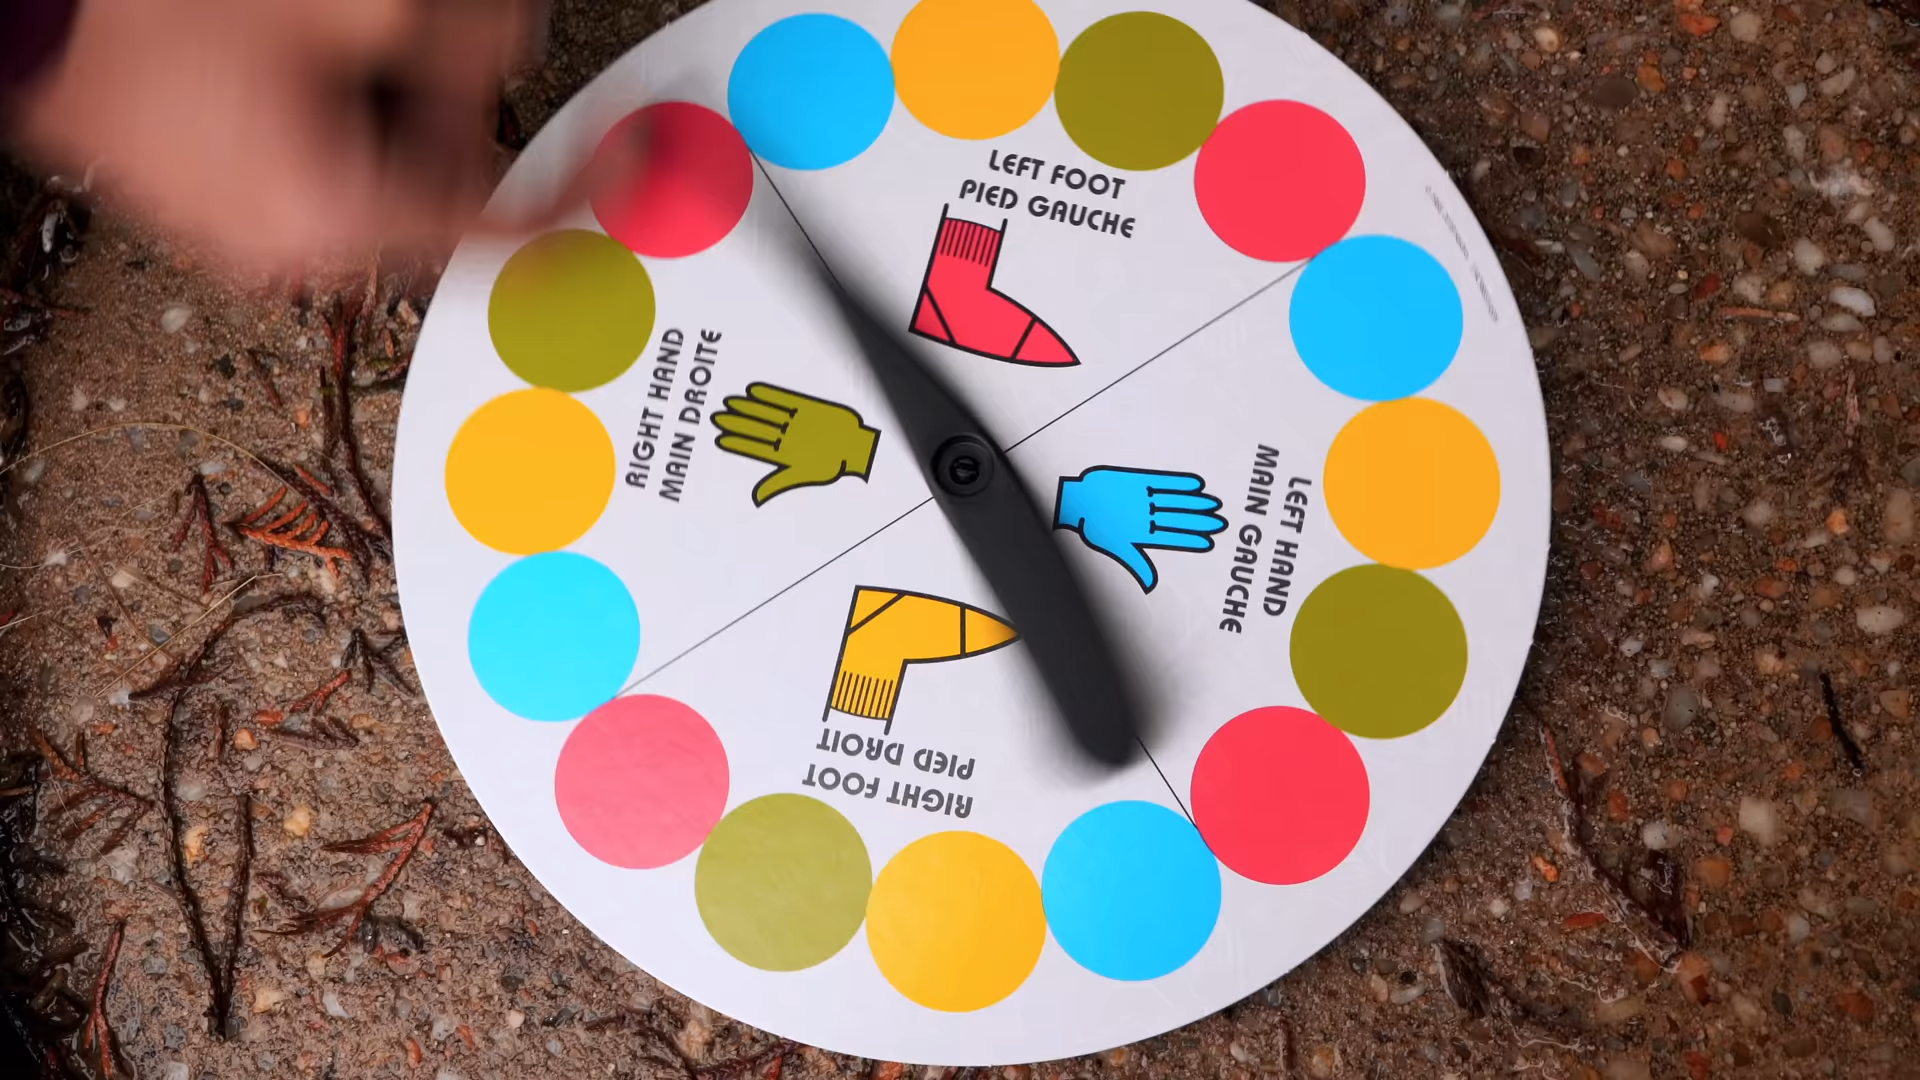 LEFT FOOT
PIED GAUCHE
RIGHT HAND
MAIN DROITE
LEFT HAND
MAIN GAUCHE
RIGHT FOOT
PIED DROIT